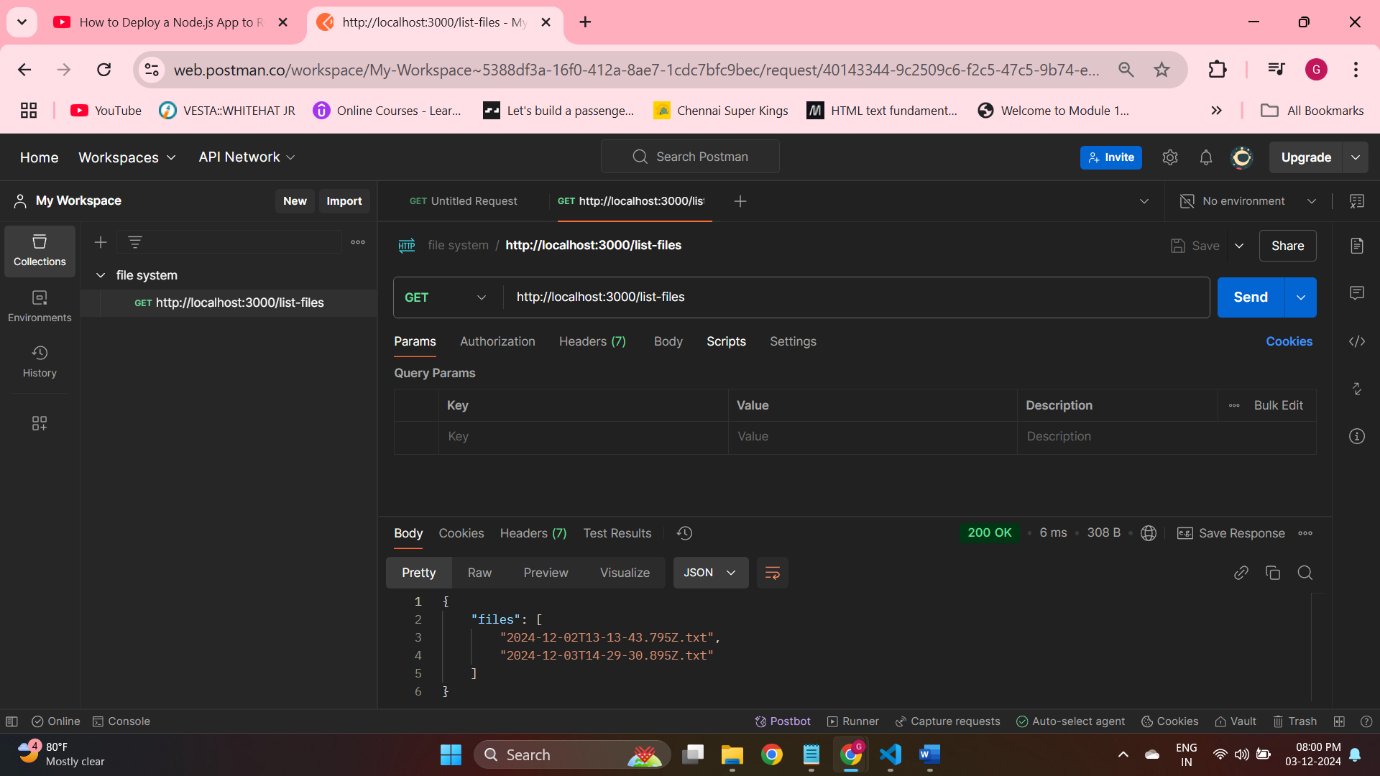 How to Deploy a Node.js App to R
http://localhost:3000/list-files - My
web.postman.co/workspace/My-Workspace~5388df3a-16f0-412a-8ae7-1cdc7bfc9bec/request/40143344-9c2509c6-f2c5-47c5-9b74-e...
G
YouTube VESTA::WHITEHAT JR Online Courses - Lear... Let's build a passenge... Chennai Super Kings HTML text fundament... Welcome to Module 1... » All Bookmarks
Home Workspaces API Network Search Postman Invite Upgrade
My Workspace New Import
GET Untitled Request GET http://localhost:3000/lis No environment
Collections
Environments
History
file system
GET http://localhost:3000/list-files
HTTP file system / http://localhost:3000/list-files Save Share
GET http://localhost:3000/list-files Send
Params Authorization Headers (7) Body Scripts Settings Cookies
Query Params
Key Value Description Bulk Edit
Key Value Description
Body Cookies Headers (7) Test Results 200 OK 6 ms 308 B Save Response
Pretty Raw Preview Visualize JSON
1 {
2 "files": [
3 "2024-12-02T13-13-43.795Z.txt",
4 "2024-12-03T14-29-30.895Z.txt"
5 ]
6 }
Online Console Postbot Runner Capture requests Auto-select agent Cookies Vault Trash
4 80°F
Mostly clear
Search
G
ENG
IN
08:00 PM
03-12-2024